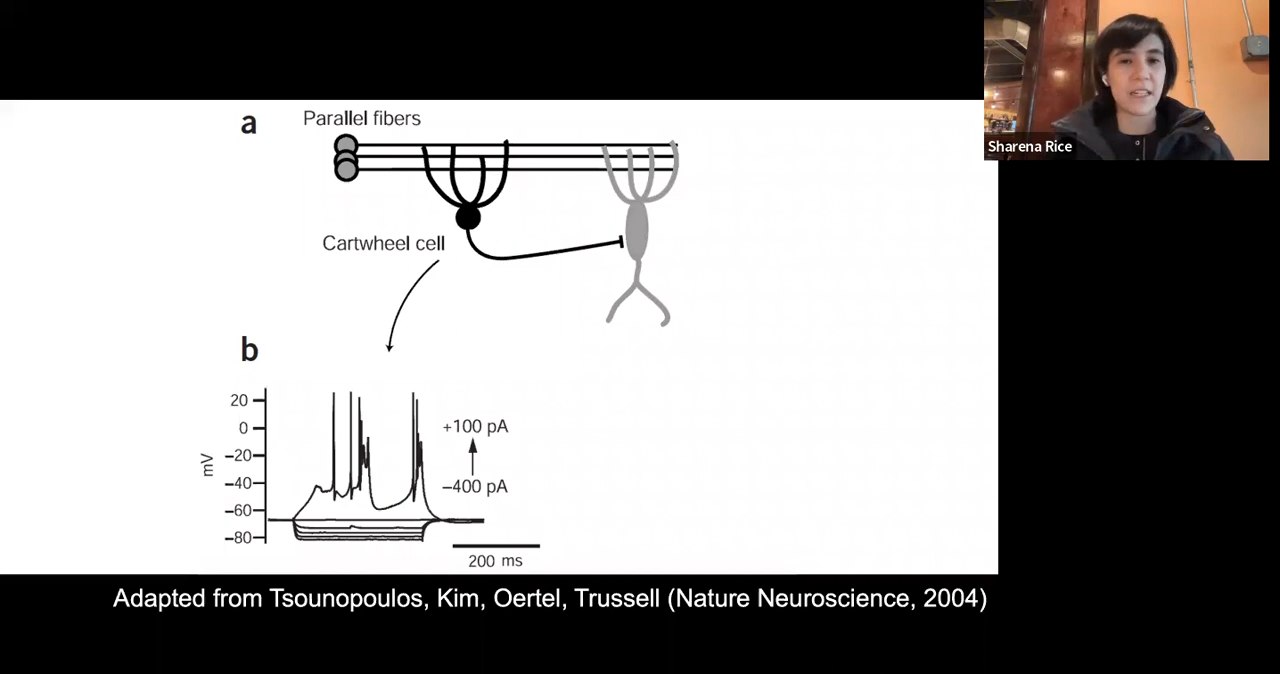 Sharena Rice
a
Parallel fibers
Cartwheel cell
b
20
0
–20
–40
–60
–80
mV
+100 pA
–400 pA
200 ms
Adapted from Tsounopoulos, Kim, Oertel, Trussell (Nature Neuroscience, 2004)